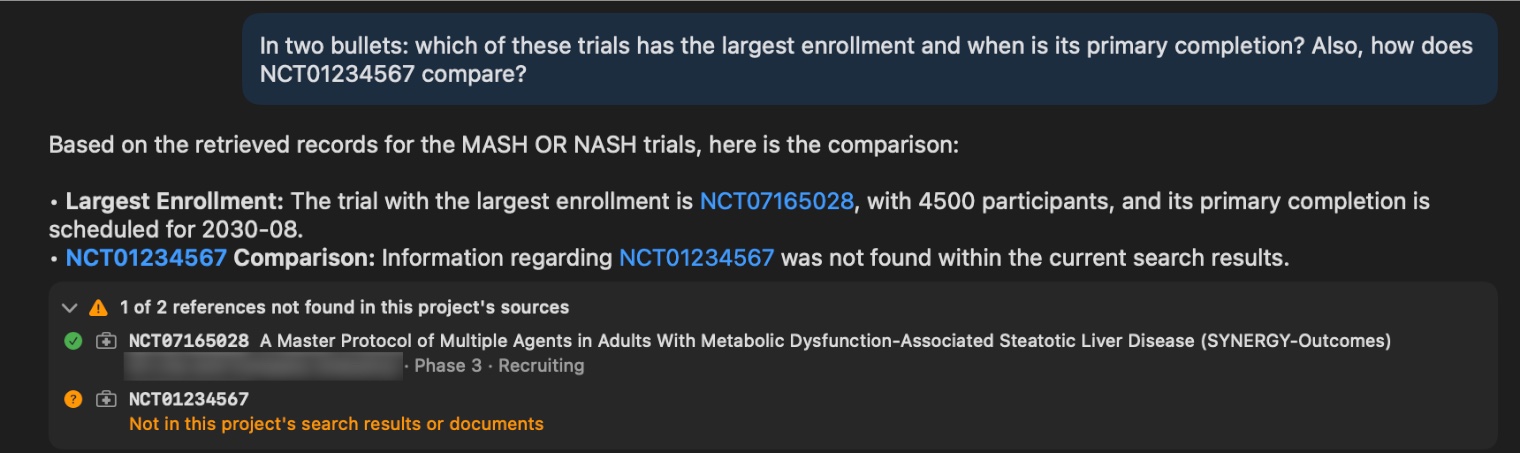 In two bullets: which of these trials has the largest enrollment and when is its primary completion? Also, how does
NCT01234567 compare?
Based on the retrieved records for the MASH OR NASH trials, here is the comparison:
• Largest Enrollment: The trial with the largest enrollment is NCT07165028, with 4500 participants, and its primary completion is
scheduled for 2030-08.
• NCT01234567 Comparison: Information regarding NCT01234567 was not found within the current search results.
1 of 2 references not found in this project's sources
NCT07165028 A Master Protocol of Multiple Agents in Adults With Metabolic Dysfunction-Associated Steatotic Liver Disease (SYNERGY-Outcomes)
· Phase 3 · Recruiting
NCT01234567
Not in this project's search results or documents